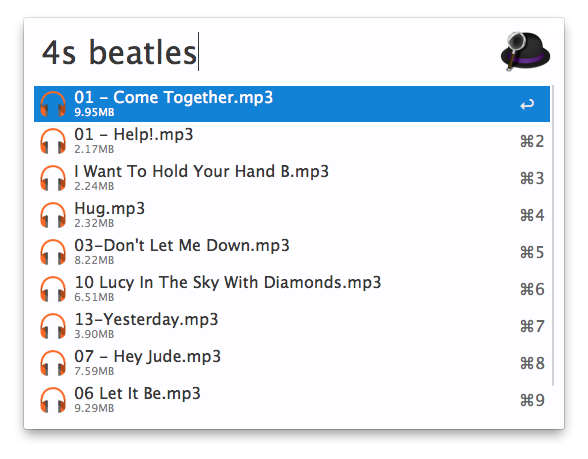 4s beatles
01 – Come Together.mp3
9.95MB
↩
01 – Help!.mp3
2.17MB
⌘2
I Want To Hold Your Hand B.mp3
2.24MB
⌘3
Hug.mp3
2.32MB
⌘4
03-Don't Let Me Down.mp3
8.22MB
⌘5
10 Lucy In The Sky With Diamonds.mp3
6.51MB
⌘6
13-Yesterday.mp3
3.90MB
⌘7
07 – Hey Jude.mp3
7.59MB
⌘8
06 Let It Be.mp3
9.29MB
⌘9